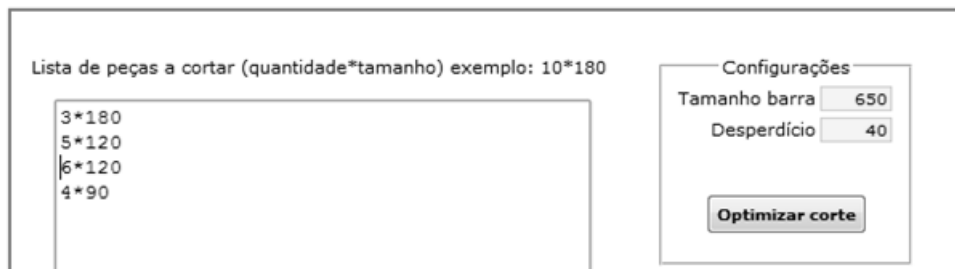 Lista de peças a cortar (quantidade*tamanho) exemplo: 10*180
3*180
5*120
6*120
4*90
Configurações
Tamanho barra 650
Desperdício 40
Optimizar corte